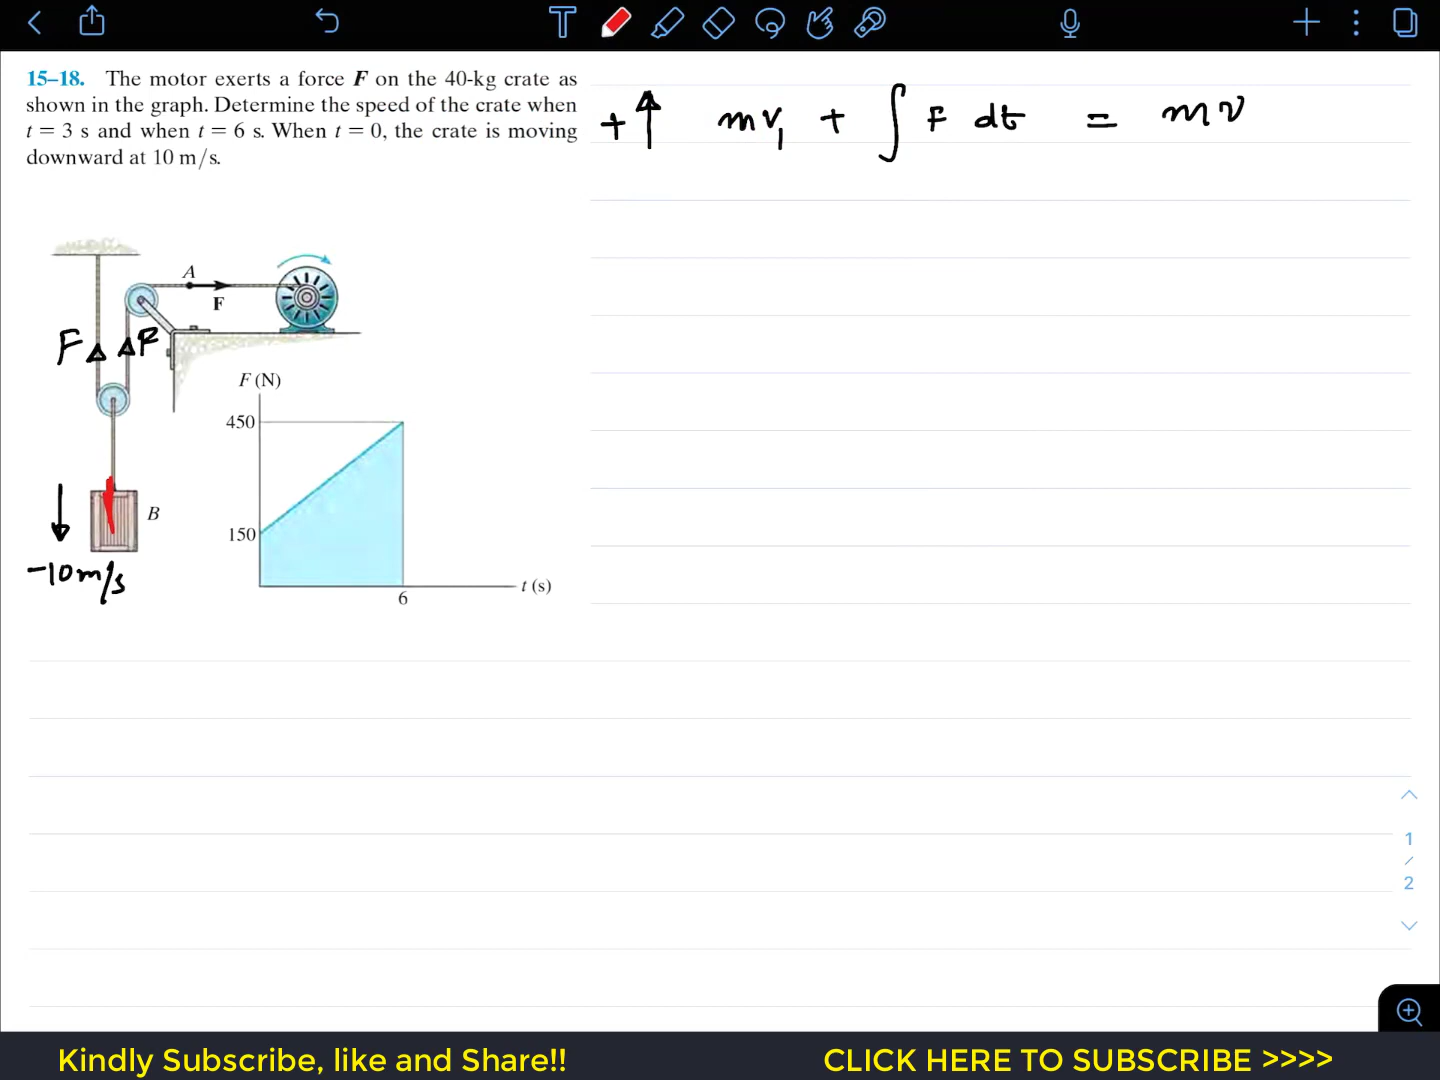 15–18. The motor exerts a force F on the 40-kg crate as
shown in the graph. Determine the speed of the crate when
t = 3 s and when t = 6 s. When t = 0, the crate is moving
downward at 10 m/s.
+↑ mv₁ + ∫ F dt = mv
A
F
F F
F (N)
450
B
150
-10m/s
t (s)
6
1
/
2
Kindly Subscribe, like and Share!! CLICK HERE TO SUBSCRIBE >>>>